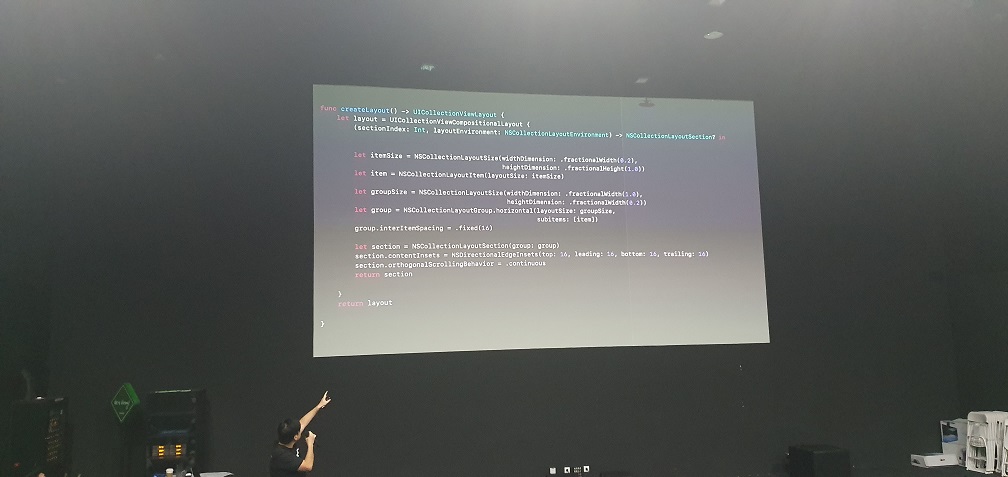 func createLayout() -> UICollectionViewLayout {
let layout = UICollectionViewCompositionalLayout {
(sectionIndex: Int, layoutEnvironment: NSCollectionLayoutEnvironment) -> NSCollectionLayoutSection? in
let itemSize = NSCollectionLayoutSize(widthDimension: .fractionalWidth(0.2),
heightDimension: .fractionalHeight(1.0))
let item = NSCollectionLayoutItem(layoutSize: itemSize)
let groupSize = NSCollectionLayoutSize(widthDimension: .fractionalWidth(1.0),
heightDimension: .fractionalWidth(0.2))
let group = NSCollectionLayoutGroup.horizontal(layoutSize: groupSize,
subitems: [item])
group.interItemSpacing = .fixed(16)
let section = NSCollectionLayoutSection(group: group)
section.contentInsets = NSDirectionalEdgeInsets(top: 16, leading: 16, bottom: 16, trailing: 16)
section.orthogonalScrollingBehavior = .continuous
return section
}
return layout
}